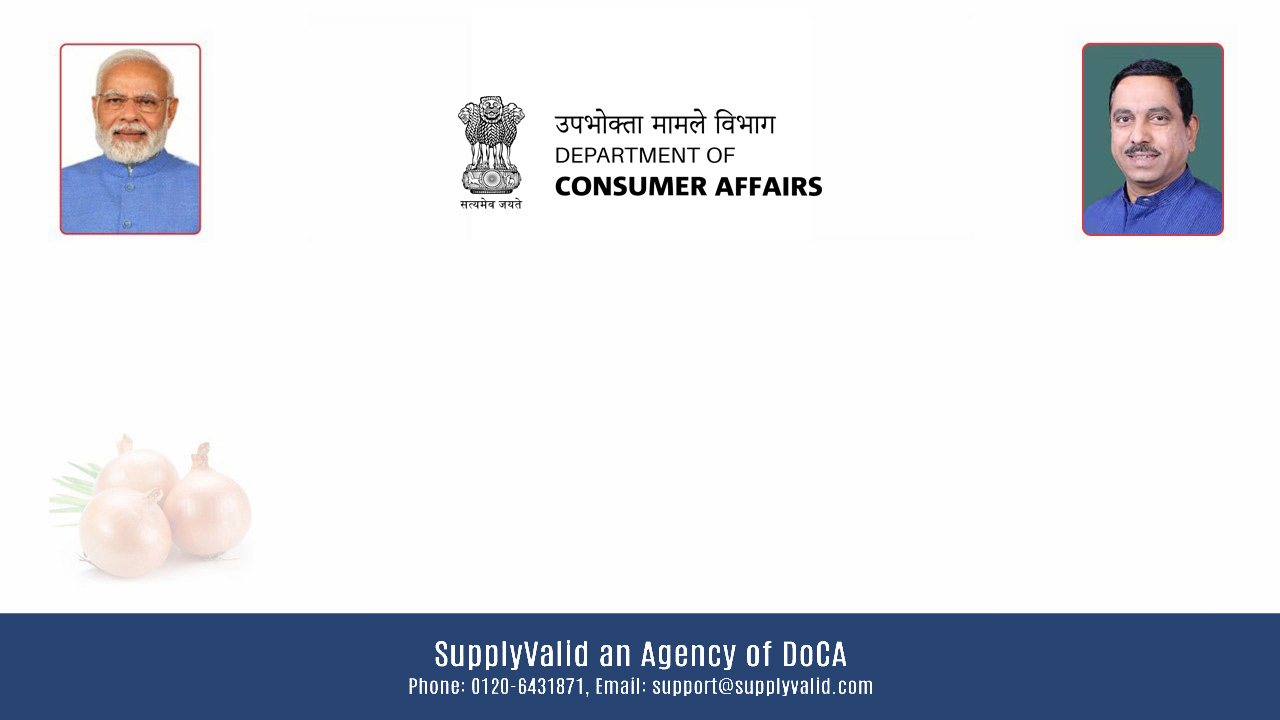 उपभोक्ता मामले विभाग
DEPARTMENT OF
CONSUMER AFFAIRS
सत्यमेव जयते
SupplyValid an Agency of DoCA
Phone: 0120-6431871, Email: support@supplyvalid.com